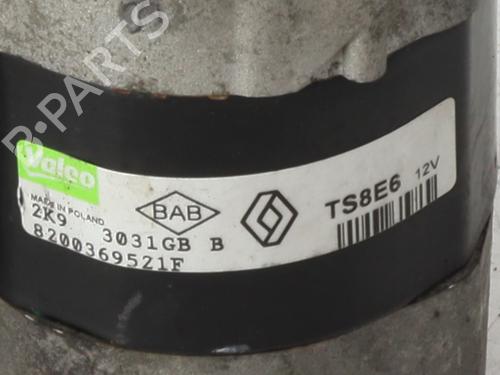 B-PARTS
Valeo
MADE IN POLAND
2K9 3031GB B
8200369521F
BAB
TS8E6 12V